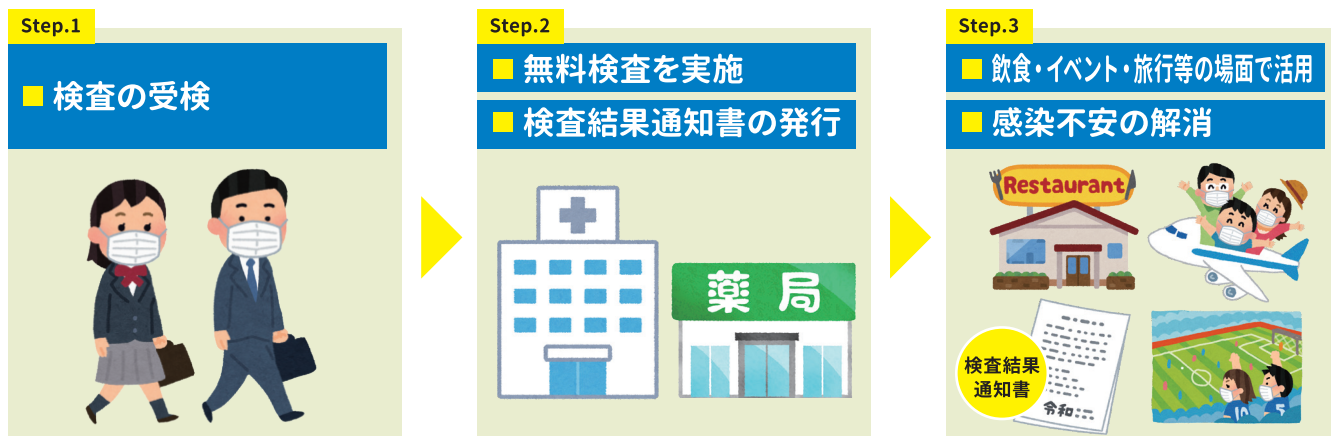 Step.1
検査の受検
Step.2
無料検査を実施
検査結果通知書の発行
薬局
Step.3
飲食・イベント・旅行等の場面で活用
感染不安の解消
Restaurant
検査結果
通知書
令和
10
5